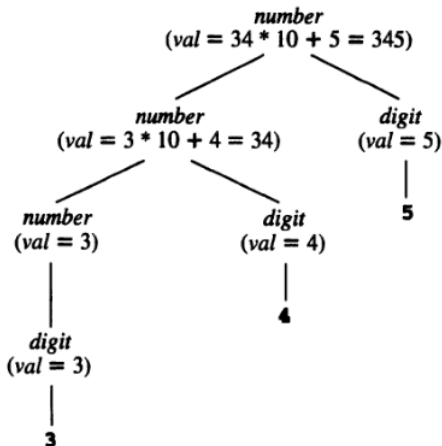 number
(val = 34 * 10 + 5 = 345)
number
(val = 3 * 10 + 4 = 34)
digit
(val = 5)
5
number
(val = 3)
digit
(val = 4)
4
digit
(val = 3)
3